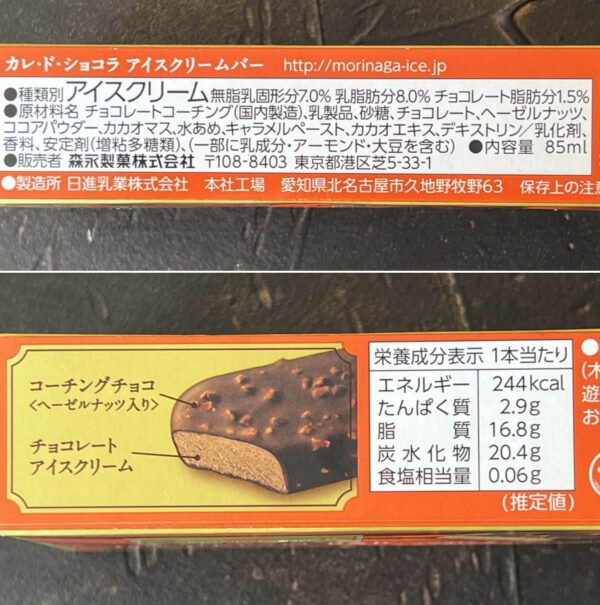 カレ・ド・ショコラ アイスクリームバー http://morinaga-ice.jp
●種類別 アイスクリーム 無脂乳固形分7.0% 乳脂肪分8.0% チョコレート脂肪分1.5%
●原材料名 チョコレートコーチング(国内製造)、乳製品、砂糖、チョコレート、ヘーゼルナッツ、
ココアパウダー、カカオマス、水あめ、キャラメルペースト、カカオエキス、デキストリン/乳化剤、
香料、安定剤(増粘多糖類)、(一部に乳成分・アーモンド・大豆を含む) ●内容量 85ml
●販売者 森永製菓株式会社 〒108-8403 東京都港区芝5-33-1
●製造所 日進乳業株式会社 本社工場 愛知県北名古屋市久地野牧野63 保存上の注意
コーチングチョコ
〈ヘーゼルナッツ入り〉
チョコレート
アイスクリーム
栄養成分表示 1本当たり
エネルギー 244kcal
たんぱく質 2.9g
脂質 16.8g
炭水化物 20.4g
食塩相当量 0.06g
(推定値)
●
(木
遊
お